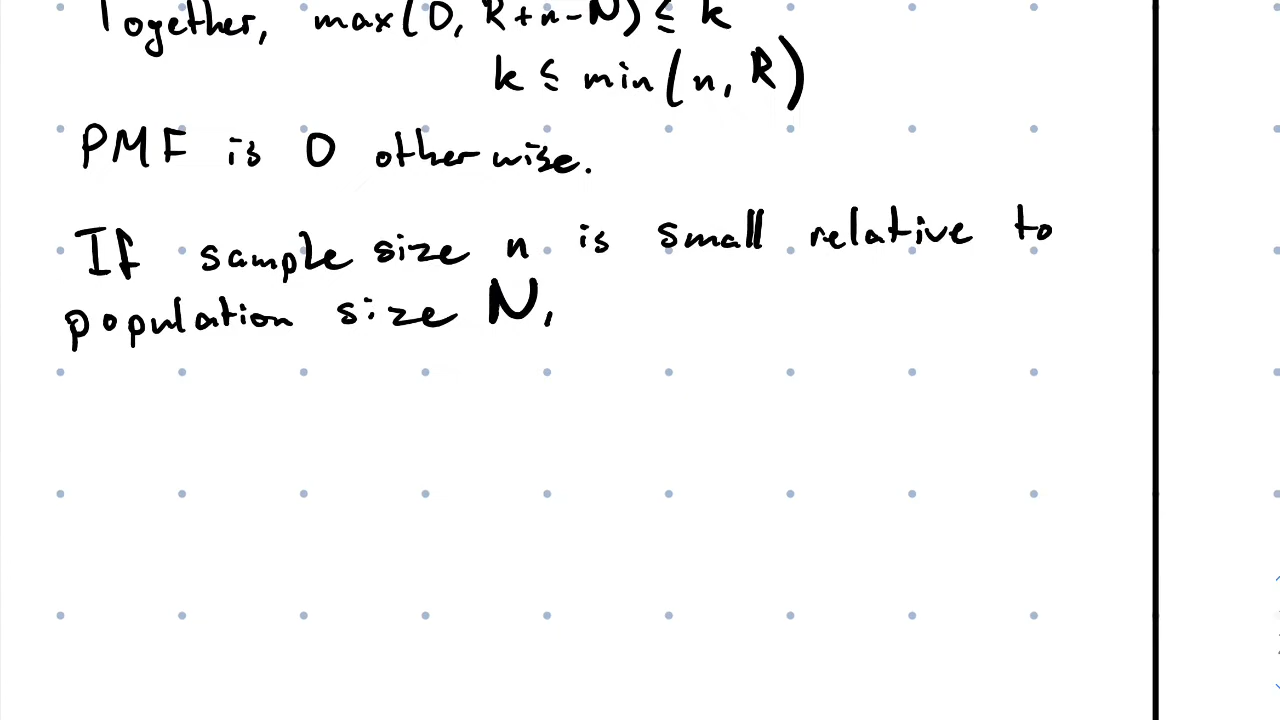 Together, max(0, R+n-N) ≤ k
k ≤ min(n, R)
PMF is 0 otherwise.
If sample size n is small relative to
population size N,